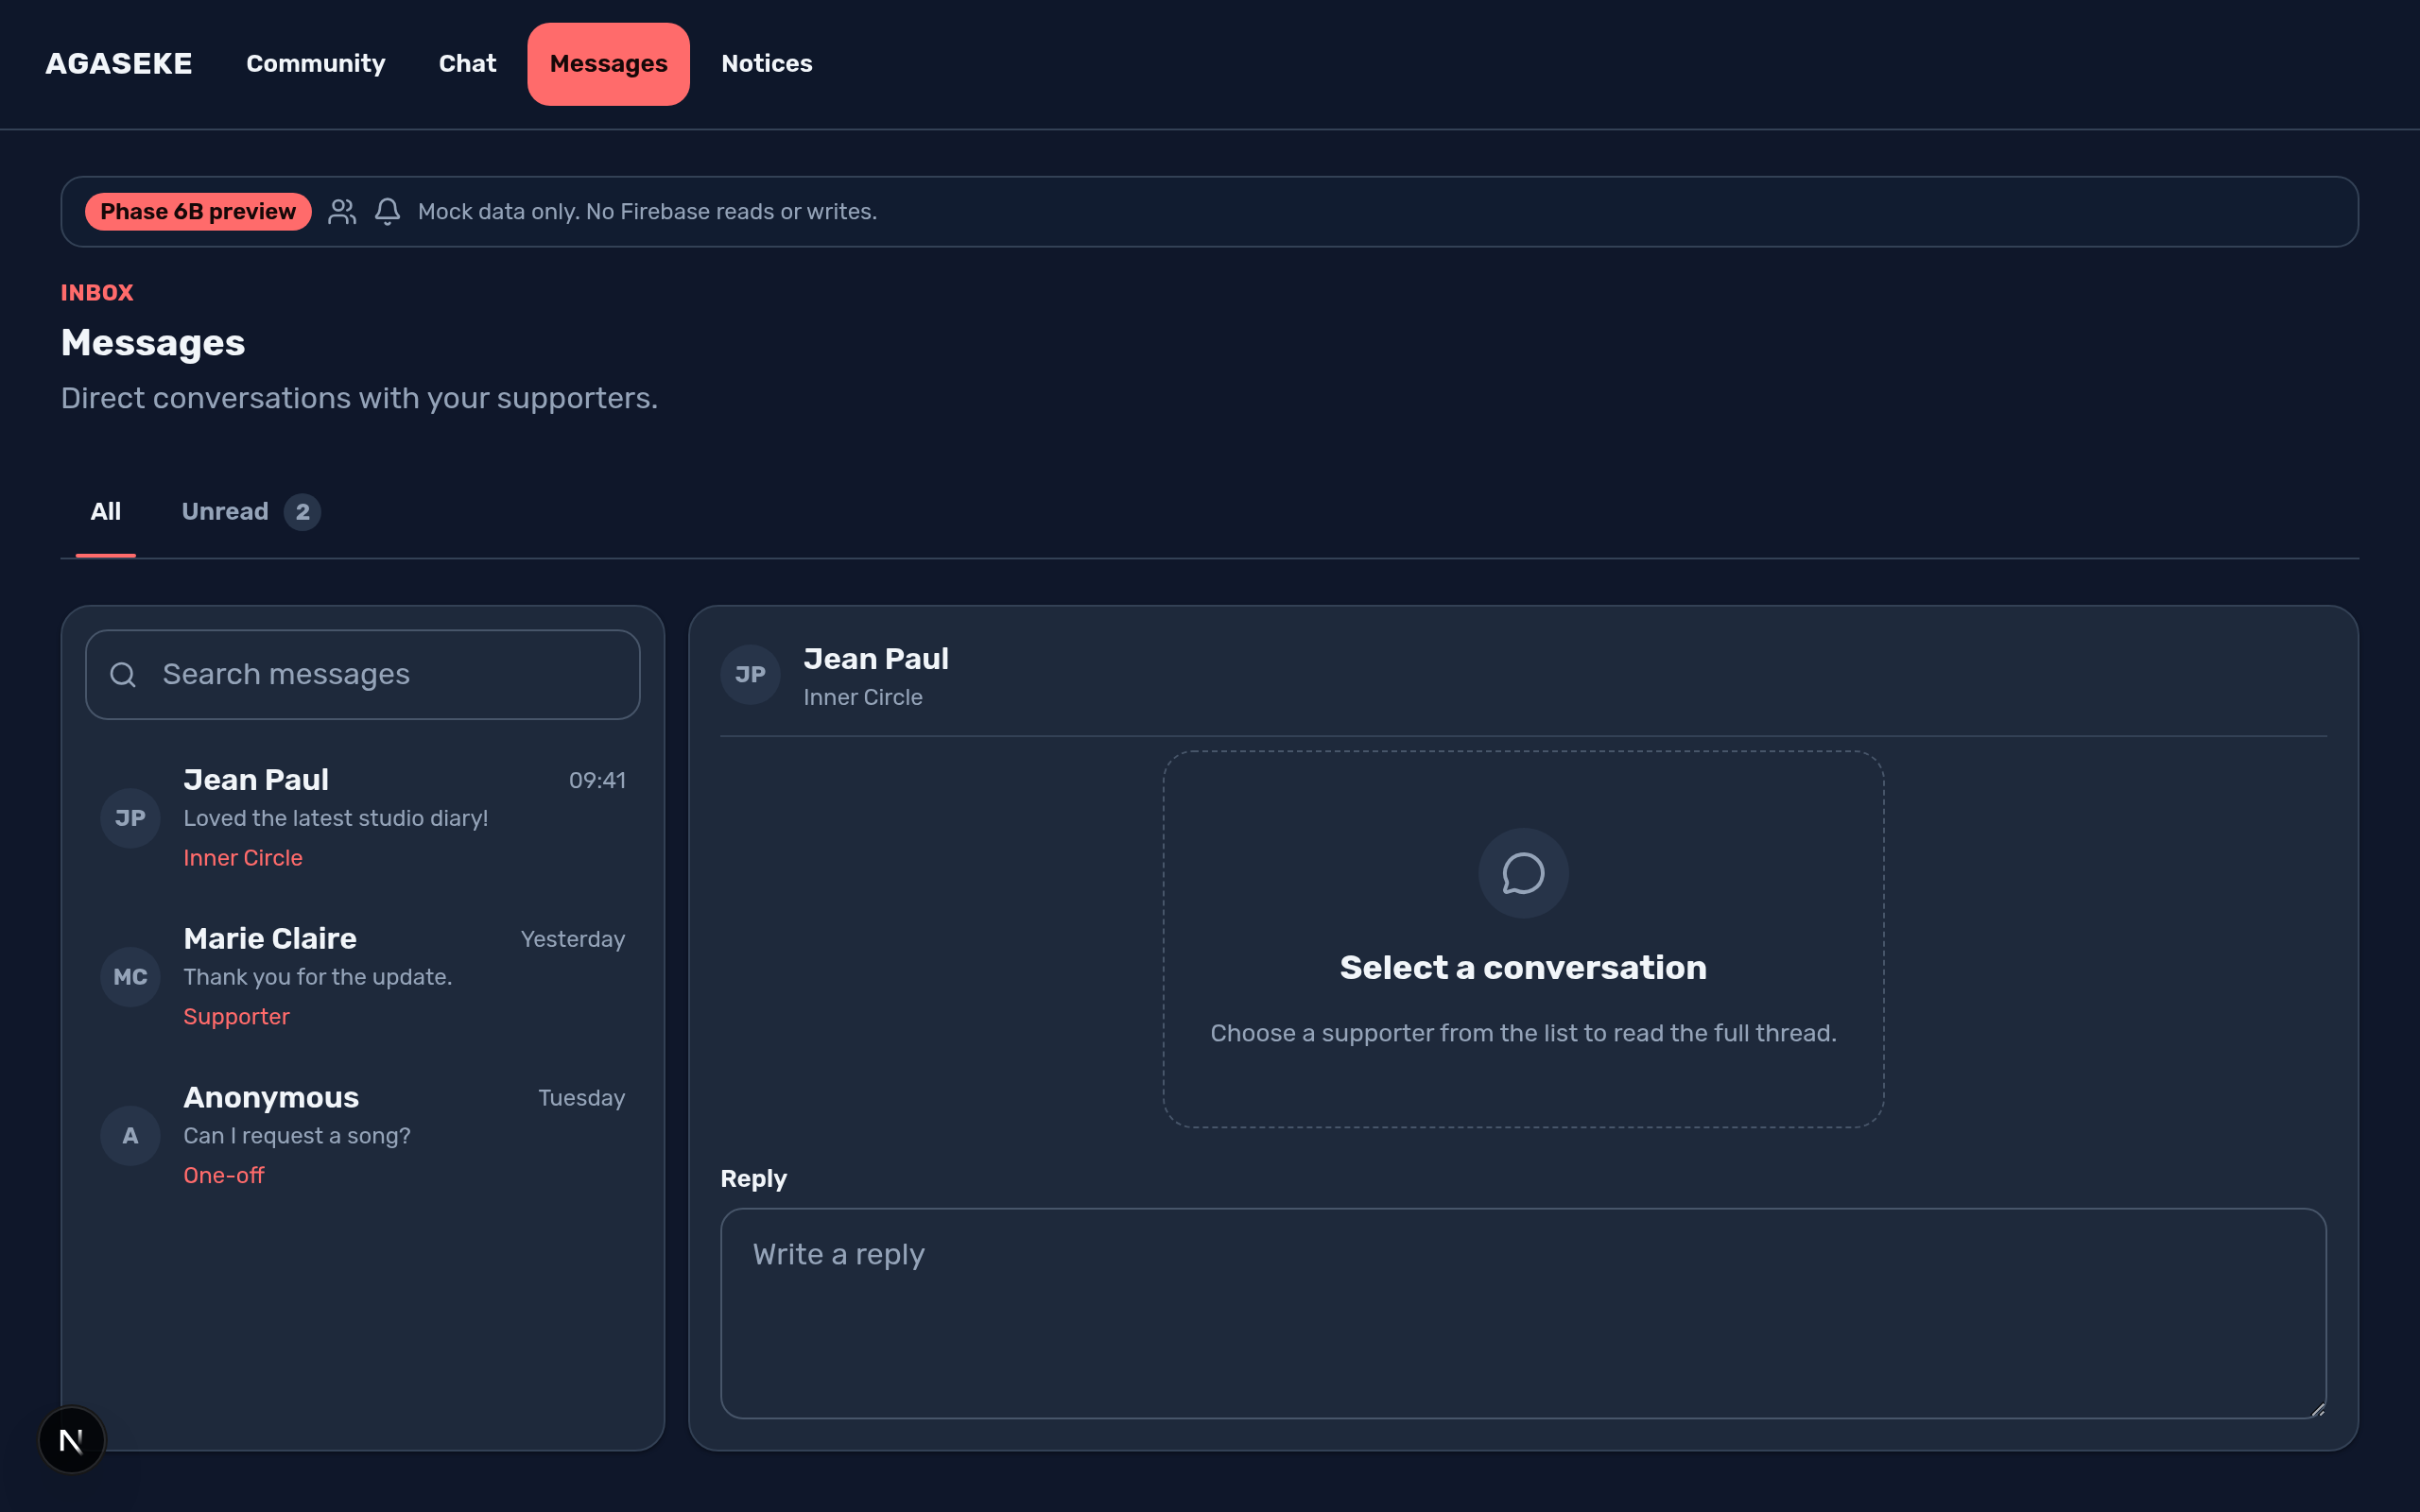 AGASEKE Community Chat Messages Notices
Phase 6B preview Mock data only. No Firebase reads or writes.
INBOX
Messages
Direct conversations with your supporters.
All Unread 2
Search messages
JP
Jean Paul 09:41
Loved the latest studio diary!
Inner Circle
MC
Marie Claire Yesterday
Thank you for the update.
Supporter
A
Anonymous Tuesday
Can I request a song?
One-off
JP
Jean Paul
Inner Circle
Select a conversation
Choose a supporter from the list to read the full thread.
Reply
Write a reply
N